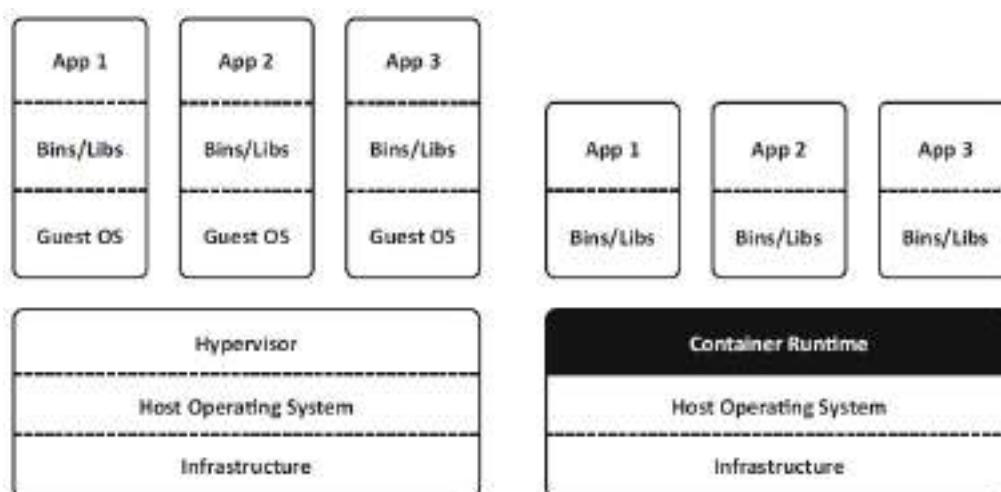 App 1
Bins/Libs
Guest OS
App 2
Bins/Libs
Guest OS
App 3
Bins/Libs
Guest OS
Hypervisor
Host Operating System
Infrastructure
App 1
Bins/Libs
App 2
Bins/Libs
App 3
Bins/Libs
Container Runtime
Host Operating System
Infrastructure